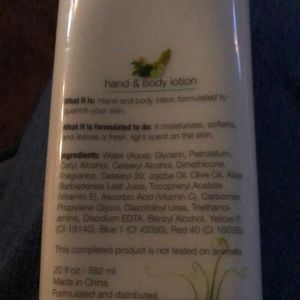 hand & body lotion
What it is: Hand and body lotion formulated to
quench your skin.
What it is formulated to do: It moisturizes, softens,
and leaves a fresh, light scent on the skin.
Ingredients: Water (Aqua), Glycerin, Petrolatum,
Cetyl Alcohol, Cetearyl Alcohol, Dimethicone,
Fragrance, Ceteareth-20, Jojoba Oil, Olive Oil, Aloe
Barbadensis Leaf Juice, Tocopheryl Acetate
(Vitamin E), Ascorbic Acid (Vitamin C), Carbomer,
Propylene Glycol, Diazolidinyl Urea, Triethanol-
amine, Disodium EDTA, Benzyl Alcohol, Yellow 5
(CI 19140), Blue 1 (CI 42090), Red 40 (CI 16035).
This completed product is not tested on animals.
20 fl oz / 592 ml
Made in China
Formulated and distributed